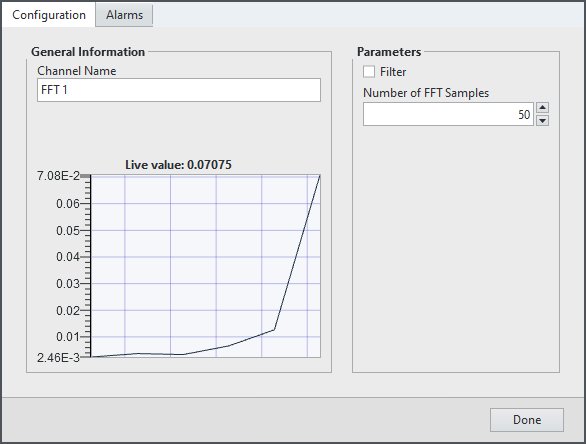 Configuration
Alarms
General Information
Channel Name
FFT 1
Live value: 0.07075
7.08E-2
0.06
0.05
0.04
0.03
0.02
0.01
2.46E-3
Parameters
Filter
Number of FFT Samples
50
Done